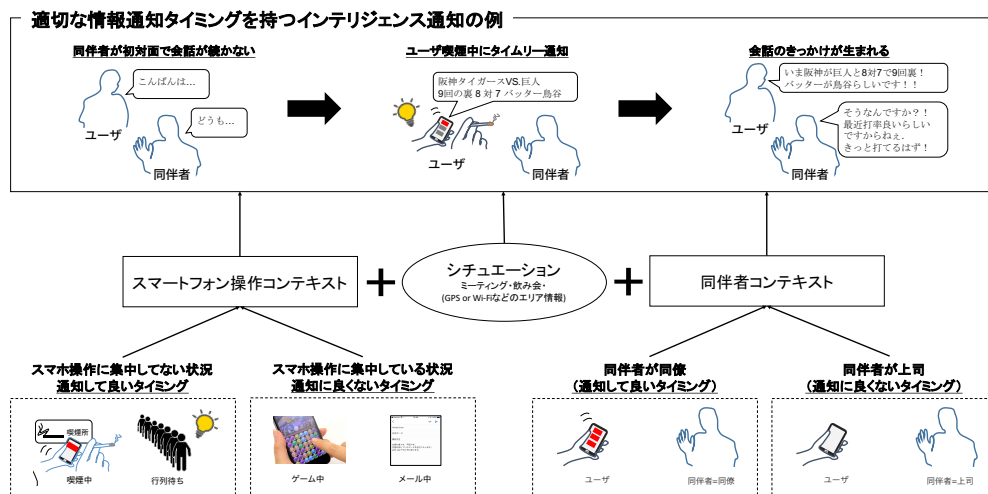 適切な情報通知タイミングを持つインテリジェンス通知の例
同伴者が初対面で会話が続かない
こんばんは…
ユーザ
どうも…
同伴者
ユーザ喫煙中にタイムリー通知
阪神タイガースVS.巨人
9回の裏 8 対 7 バッター鳥谷
ユーザ
同伴者
会話のきっかけが生まれる
いま阪神が巨人と8対7で9回裏！
バッターが鳥谷らしいです！！
ユーザ
そうなんですか？！
最近打率良いらしい
ですからねぇ．
きっと打てるはず！
同伴者
スマートフォン操作コンテキスト
+
シチュエーション
ミーティング・飲み会・
(GPS or Wi-Fiなどのエリア情報)
+
同伴者コンテキスト
スマホ操作に集中してない状況
通知して良いタイミング
喫煙所
喫煙中
行列待ち
スマホ操作に集中している状況
通知に良くないタイミング
ゲーム中
メール中
同伴者が同僚
（通知して良いタイミング）
ユーザ
同伴者=同僚
同伴者が上司
（通知に良くないタイミング）
ユーザ
同伴者=上司